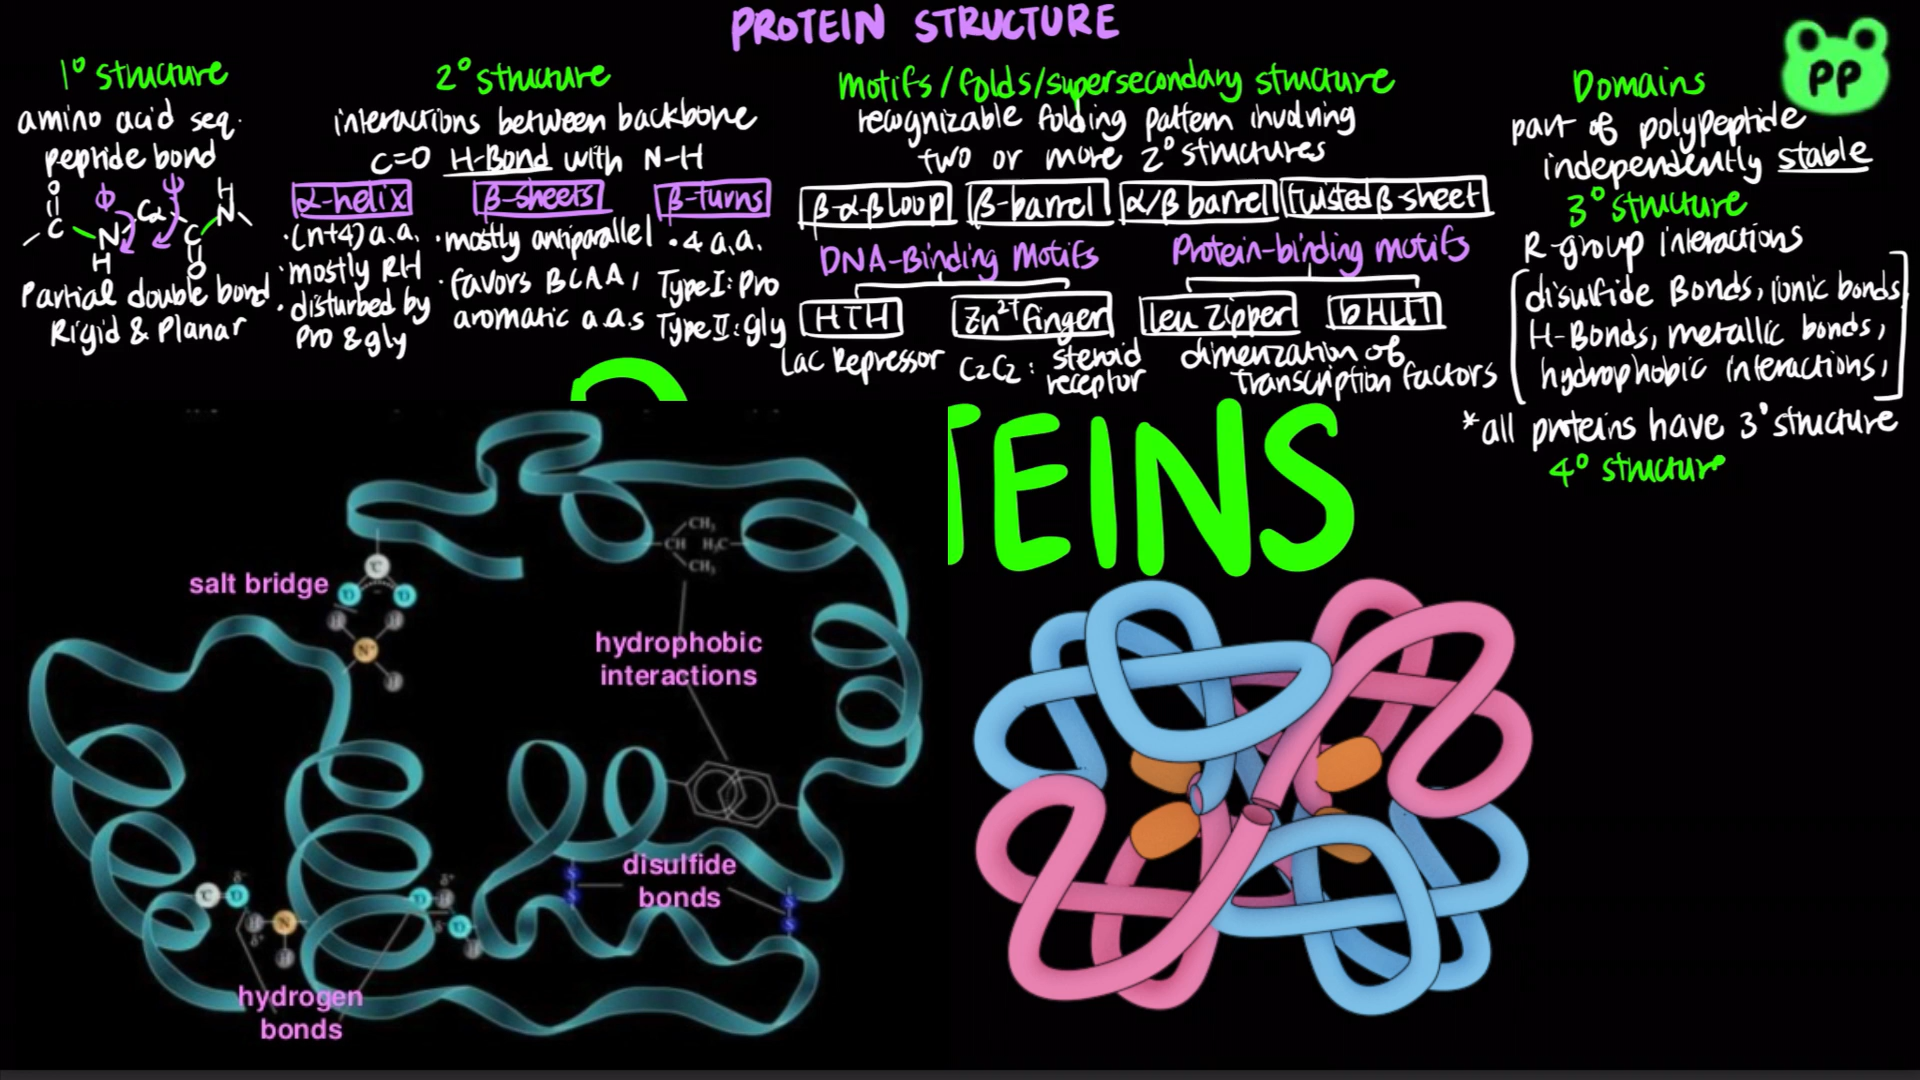 PROTEIN STRUCTURE
PP
1° structure
amino acid seq.
peptide bond
O
C
N
H
Cα
C
O
H
N
ϕ
ψ
Partial double bond
Rigid & Planar
2° structure
interactions between backbone
C=O H-Bond with N-H
α-helix
• (n+4) a.a.
• mostly RH
• disturbed by
Pro & gly
β-sheets
• mostly antiparallel
• favors BCAA,
aromatic a.a.s
β-turns
• 4 a.a.
Type I: Pro
Type II: Gly
motifs/folds/supersecondary structure
recognizable folding pattern involving
two or more 2° structures
β-α-β Loop
β-barrel
α/β barrel
twisted β-sheet
DNA-Binding Motifs
HTH
Lac Repressor
Zn²⁺ finger
C2C2: steroid
receptor
Protein-binding motifs
leu zipper
bHLH
dimerization of
transcription factors
Domains
part of polypeptide
independently stable
3° structure
R-group interactions
disulfide Bonds, ionic bonds,
H-Bonds, metallic bonds,
hydrophobic interactions,
*all proteins have 3° structure
4° structure
TEINS
salt bridge
C
O
O
H
H
N+
H
CH₃
CH H₃C
CH₃
hydrophobic
interactions
disulfide
bonds
S
S
S
S
C
O
δ-
H
δ+
N
H
O
H
δ+
δ-
O
H
hydrogen
bonds